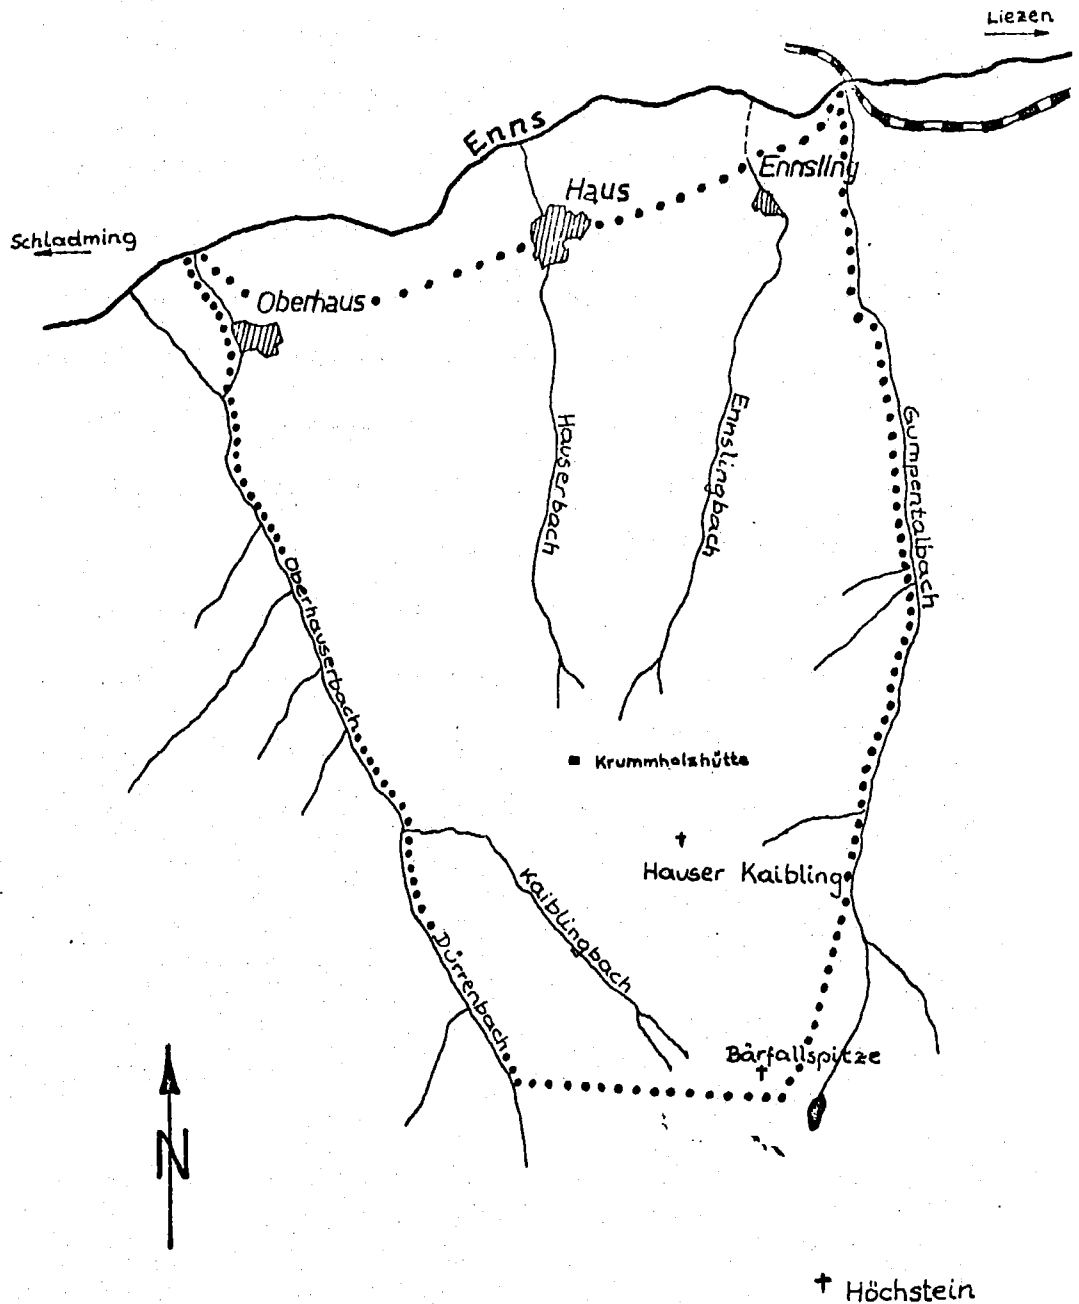 Liezen
Enns
Ennsling
Haus
Schladming
Oberhaus
Hauserbach
Ennslingbach
Gumpentalbach
Oberhauserbach
Krummholzhütte
Hauser Kaibling
Kaiblingbach
Dürrenbach
Bärfallspitze
N
Höchstein